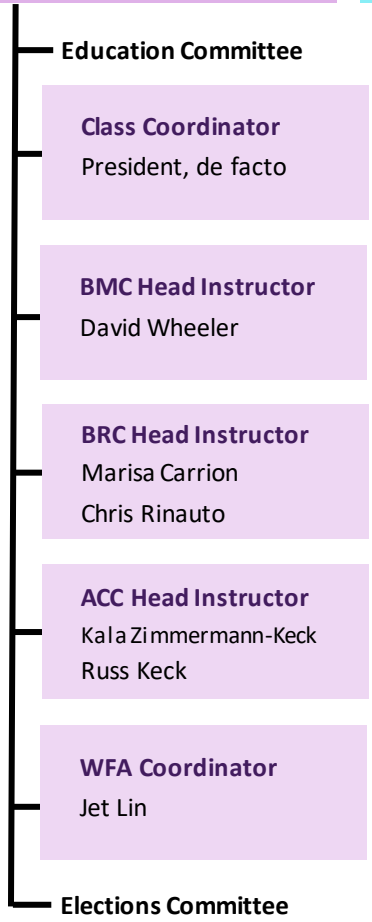 Education Committee
Class Coordinator
President, de facto
BMC Head Instructor
David Wheeler
BRC Head Instructor
Marisa Carrion
Chris Rinauto
ACC Head Instructor
Kala Zimmermann-Keck
Russ Keck
WFA Coordinator
Jet Lin
Elections Committee